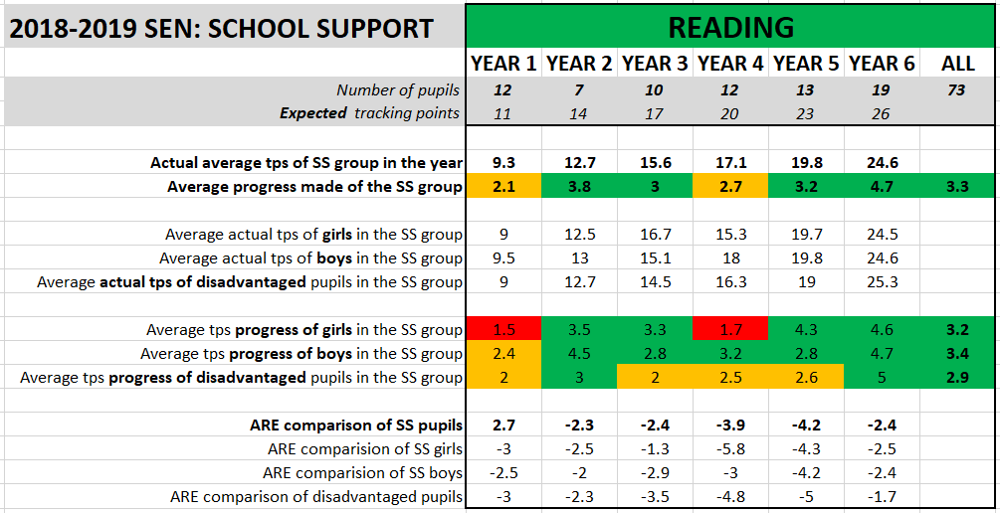 2018-2019 SEN: SCHOOL SUPPORT READING
YEAR 1 YEAR 2 YEAR 3 YEAR 4 YEAR 5 YEAR 6 ALL
Number of pupils 12 7 10 12 13 19 73
Expected tracking points 11 14 17 20 23 26
Actual average tps of SS group in the year 9.3 12.7 15.6 17.1 19.8 24.6
Average progress made of the SS group 2.1 3.8 3 2.7 3.2 4.7 3.3
Average actual tps of girls in the SS group 9 12.5 16.7 15.3 19.7 24.5
Average actual tps of boys in the SS group 9.5 13 15.1 18 19.8 24.6
Average actual tps of disadvantaged pupils in the SS group 9 12.7 14.5 16.3 19 25.3
Average tps progress of girls in the SS group 1.5 3.5 3.3 1.7 4.3 4.6 3.2
Average tps progress of boys in the SS group 2.4 4.5 2.8 3.2 2.8 4.7 3.4
Average tps progress of disadvantaged pupils in the SS group 2 3 2 2.5 2.6 5 2.9
ARE comparison of SS pupils 2.7 -2.3 -2.4 -3.9 -4.2 -2.4
ARE comparision of SS girls -3 -2.5 -1.3 -5.8 -4.3 -2.5
ARE comparision of SS boys -2.5 -2 -2.9 -3 -4.2 -2.4
ARE comparison of disadvantaged pupils -3 -2.3 -3.5 -4.8 -5 -1.7